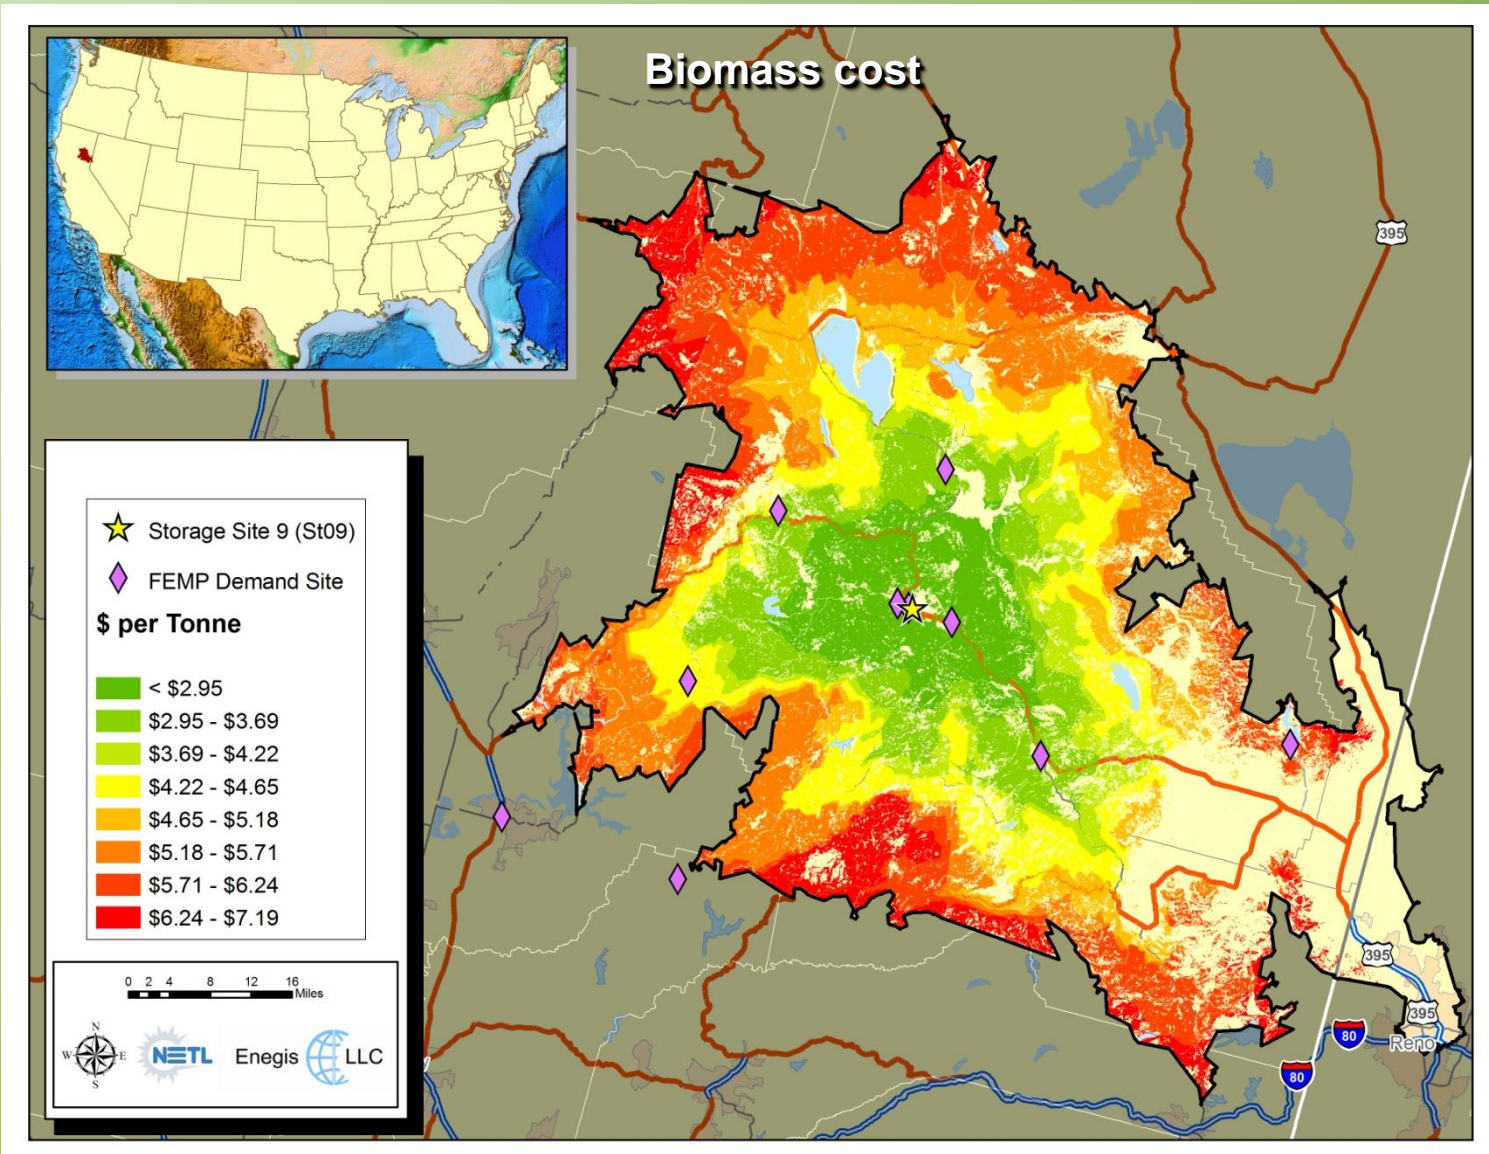 Biomass cost
395
Storage Site 9 (St09)
FEMP Demand Site
$ per Tonne
< $2.95
$2.95 - $3.69
$3.69 - $4.22
$4.22 - $4.65
$4.65 - $5.18
$5.18 - $5.71
$5.71 - $6.24
$6.24 - $7.19
0 2 4 8 12 16
Miles
N
W E
S
NETL
Enegis LLC
395
395
Reno
80
80